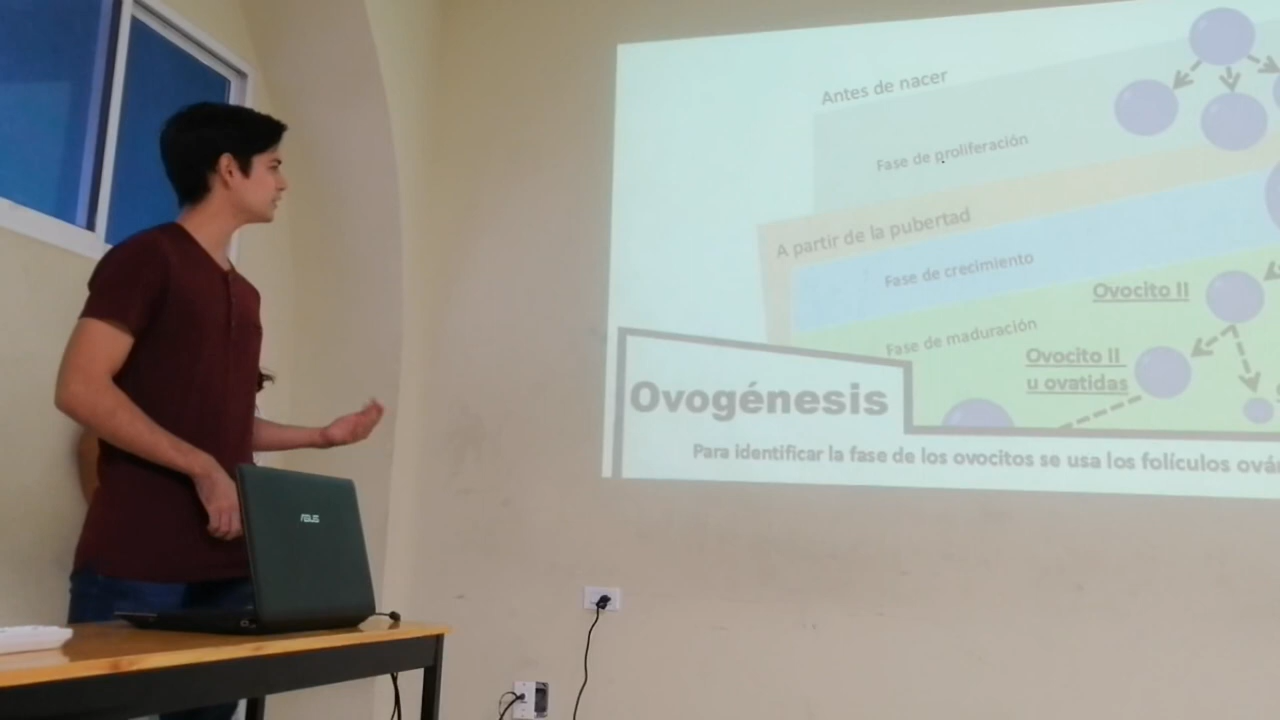 Antes de nacer
Fase de proliferación
A partir de la pubertad
Fase de crecimiento
Ovocito II
Fase de maduración
Ovocito II
u ovatidas
Ovogénesis
Para identificar la fase de los ovocitos se usa los folículos
ASUS